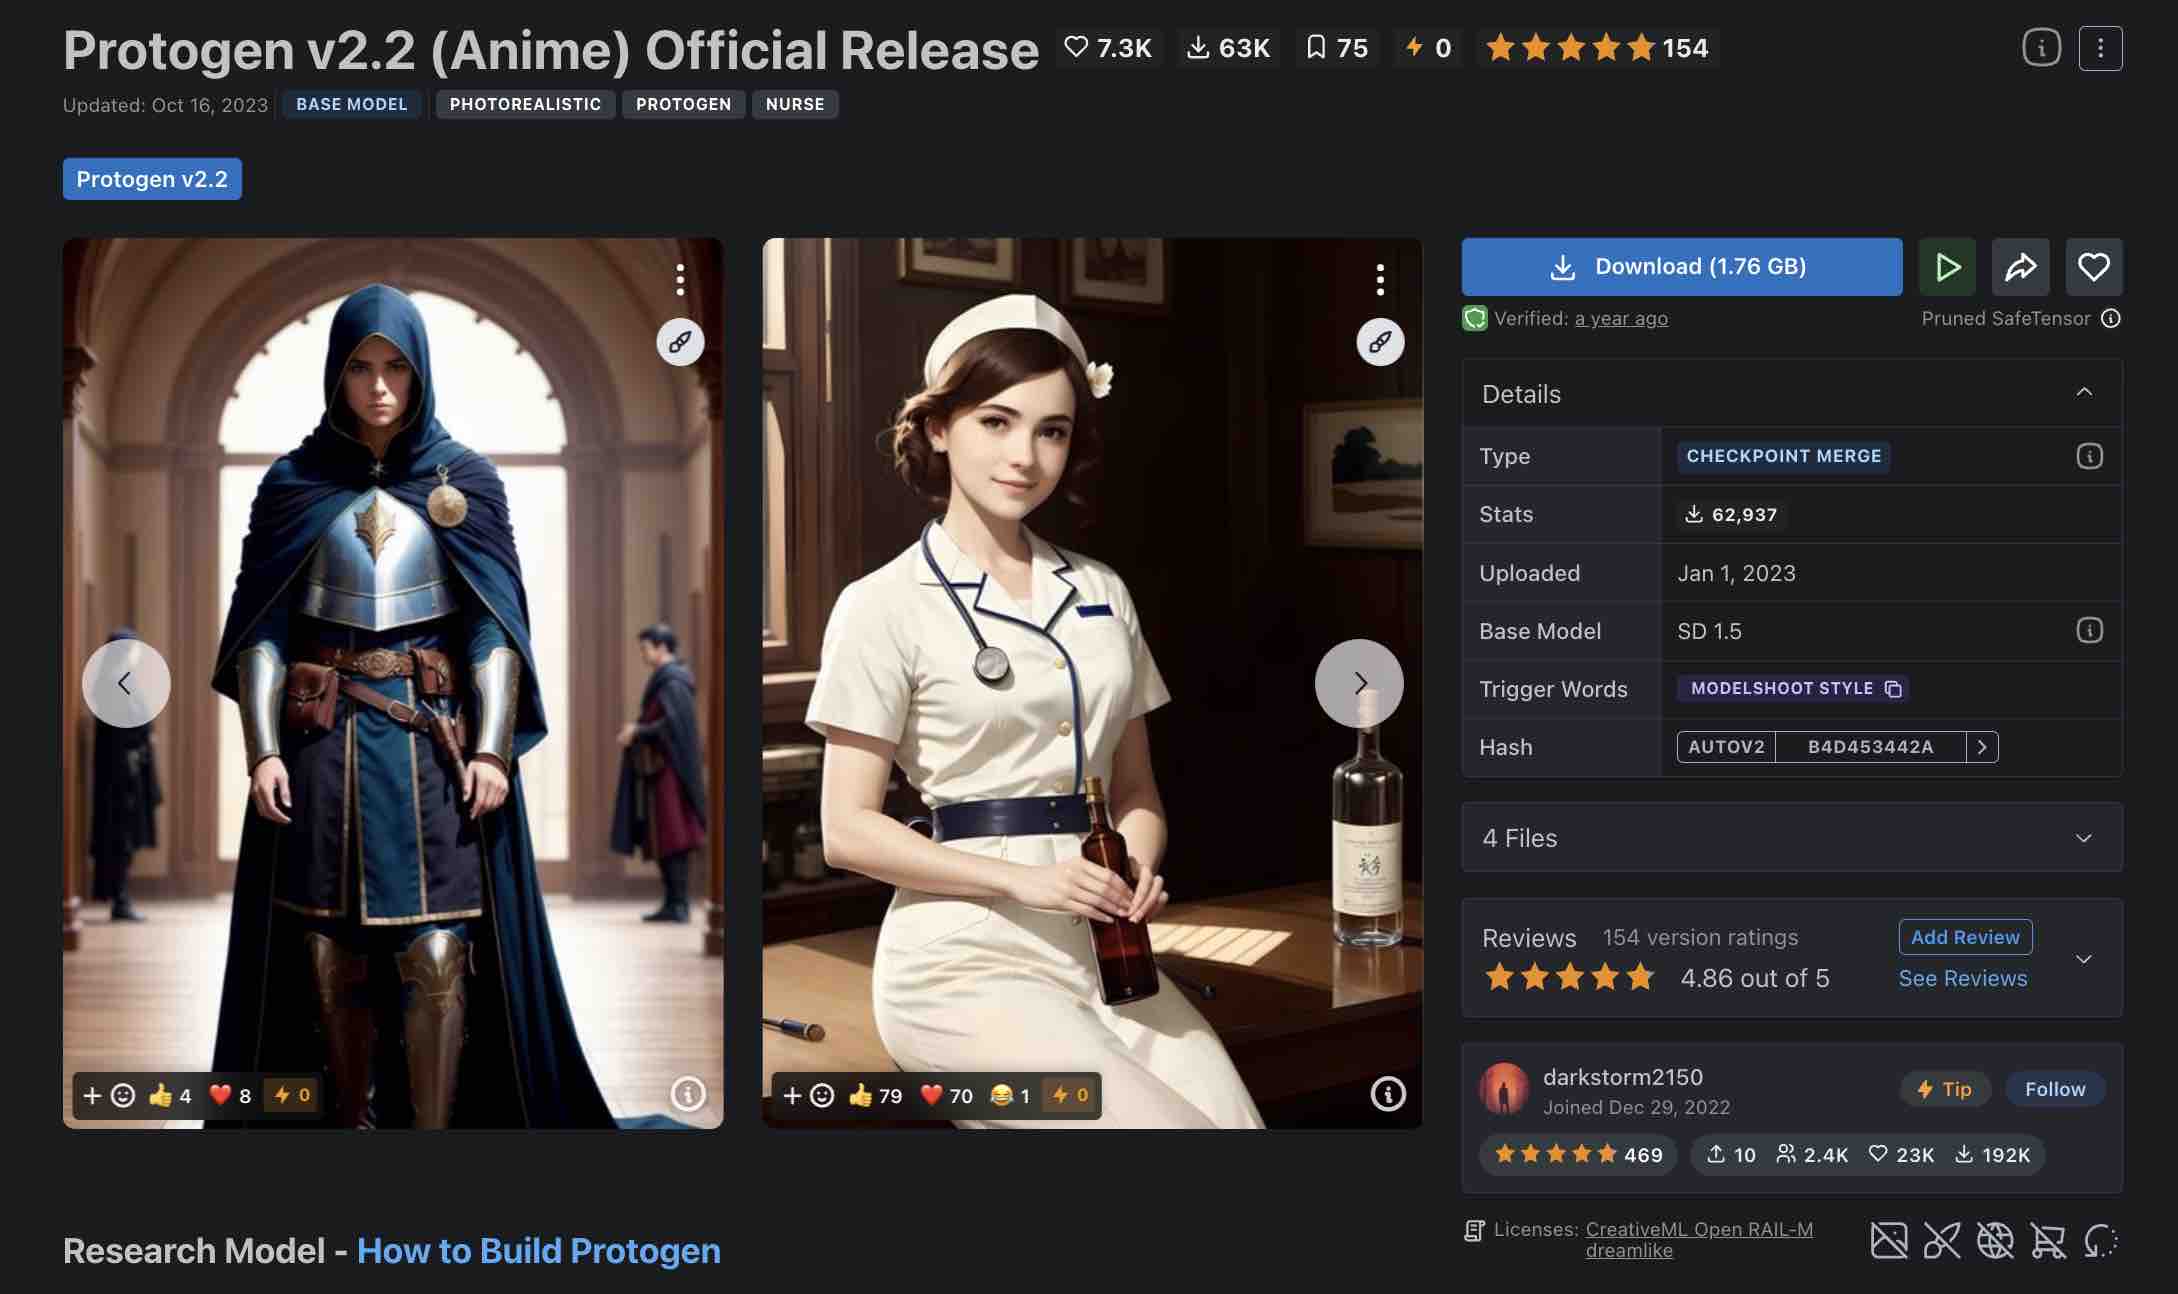 Protogen v2.2 (Anime) Official Release 7.3K 63K 75 0 154
Updated: Oct 16, 2023 BASE MODEL PHOTOREALISTIC PROTOGEN NURSE
Protogen v2.2
4 8 0
79 70 1 0
Download (1.76 GB)
Verified: a year ago Pruned SafeTensor
Details
Type CHECKPOINT MERGE
Stats 62,937
Uploaded Jan 1, 2023
Base Model SD 1.5
Trigger Words MODELSHOOT STYLE
Hash AUTOV2 B4D453442A
4 Files
Reviews 154 version ratings Add Review
4.86 out of 5 See Reviews
darkstorm2150 Tip Follow
Joined Dec 29, 2022
469 10 2.4K 23K 192K
Licenses: CreativeML Open RAIL-M
dreamlike
Research Model - How to Build Protogen